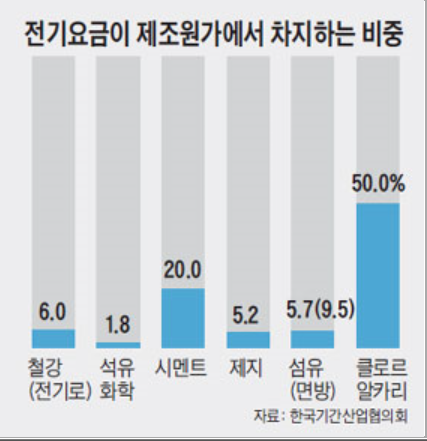 전기요금이 제조원가에서 차지하는 비중
6.0
1.8
20.0
5.2
5.7(9.5)
50.0%
철강
(전기로)
석유
화학
시멘트
제지
섬유
(면방)
클로르
알카리
자료: 한국기간산업협의회